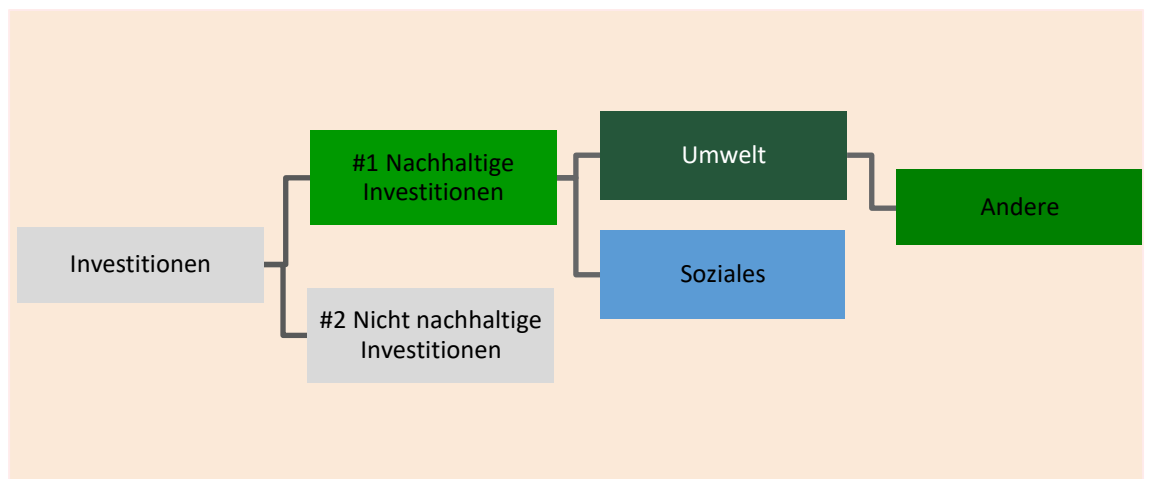 Investitionen
#1 Nachhaltige
Investitionen
#2 Nicht nachhaltige
Investitionen
Umwelt
Soziales
Andere